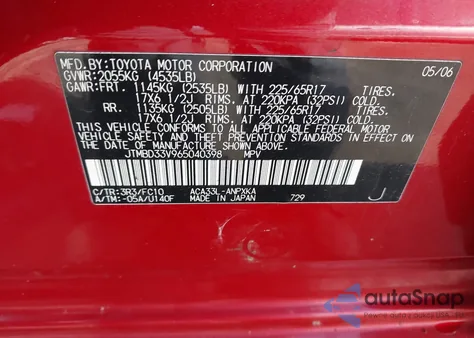 MFD.BY:TOYOTA MOTOR CORPORATION 05/06
GVWR:2055KG (4535LB)
GAWR:FRT. 1145KG (2535LB) WITH 225/65R17 TIRES.
17X6 1/2J RIMS. AT 220KPA (32PSI) COLD
RR. 1135KG (2505LB) WITH 225/65R17 TIRES.
17X6 1/2J RIMS. AT 220KPA (32PSI) COLD
THIS VEHICLE CONFORMS TO ALL APPLICABLE
FEDERAL MOTOR VEHICLE SAFETY STANDARDS
IN EFFECT ON THE DATE OF MANUFACTURE
SHOWN ABOVE.
JTMBD33V965040398 MPV
C/TR:3R3/FC10 ACA33L-ANPXKA
A/TM:-05A/U140F MADE IN JAPAN 729 J
autoSnap